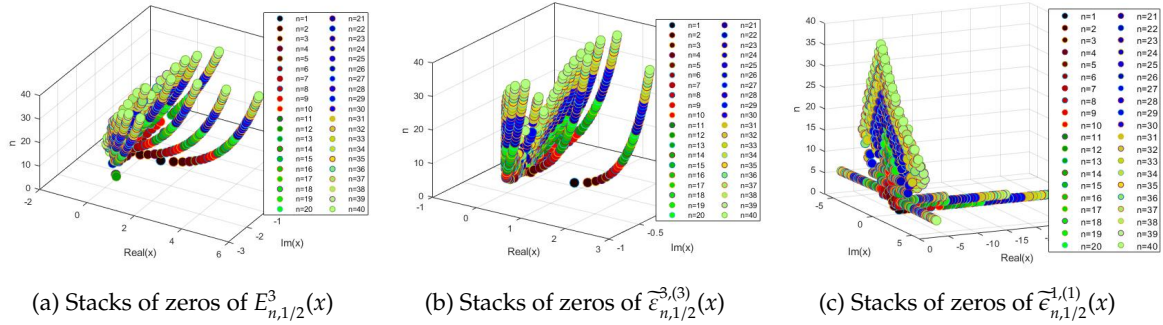 40
30
20
10
0
n
-2
0
2
4
6
Real(x)
-3
-2
-1
Im(x)
n=1 n=21
n=2 n=22
n=3 n=23
n=4 n=24
n=5 n=25
n=6 n=26
n=7 n=27
n=8 n=28
n=9 n=29
n=10 n=30
n=11 n=31
n=12 n=32
n=13 n=33
n=14 n=34
n=15 n=35
n=16 n=36
n=17 n=37
n=18 n=38
n=19 n=39
n=20 n=40
(a) Stacks of zeros of E^3_{n,1/2}(x)
40
30
20
10
0
n
-1
0
1
2
3
Real(x)
-1
-0.5
Im(x)
n=1 n=21
n=2 n=22
n=3 n=23
n=4 n=24
n=5 n=25
n=6 n=26
n=7 n=27
n=8 n=28
n=9 n=29
n=10 n=30
n=11 n=31
n=12 n=32
n=13 n=33
n=14 n=34
n=15 n=35
n=16 n=36
n=17 n=37
n=18 n=38
n=19 n=39
n=20 n=40
(b) Stacks of zeros of \widetilde{ε}^{3,(3)}_{n,1/2}(x)
40
35
30
25
20
15
10
5
0
n
-5
0
5
Im(x)
0
-5
-10
-15
Real(x)
n=1 n=21
n=2 n=22
n=3 n=23
n=4 n=24
n=5 n=25
n=6 n=26
n=7 n=27
n=8 n=28
n=9 n=29
n=10 n=30
n=11 n=31
n=12 n=32
n=13 n=33
n=14 n=34
n=15 n=35
n=16 n=36
n=17 n=37
n=18 n=38
n=19 n=39
n=20 n=40
(c) Stacks of zeros of \widetilde{ϵ}^{1,(1)}_{n,1/2}(x)